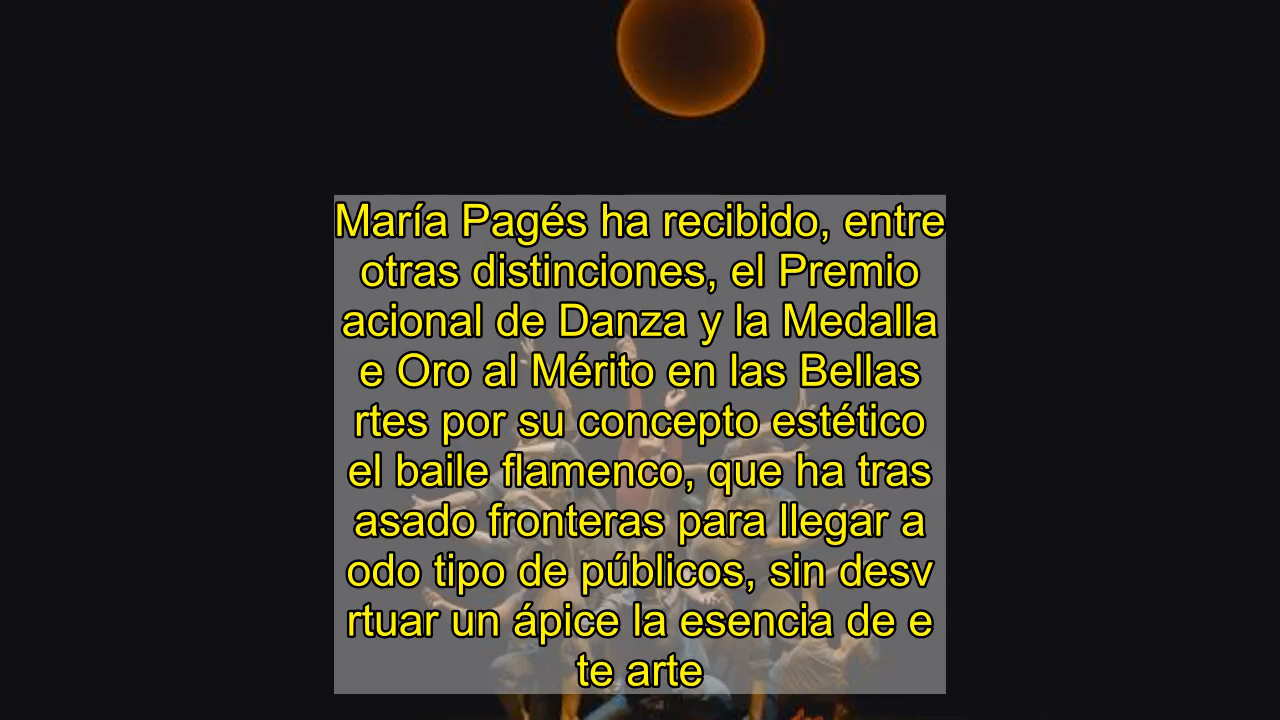 María Pagés ha recibido, entre
otras distinciones, el Premio
acional de Danza y la Medalla
e Oro al Mérito en las Bellas
rtes por su concepto estético
el baile flamenco, que ha tras
asado fronteras para llegar a
odo tipo de públicos, sin desv
rtuar un ápice la esencia de e
te arte